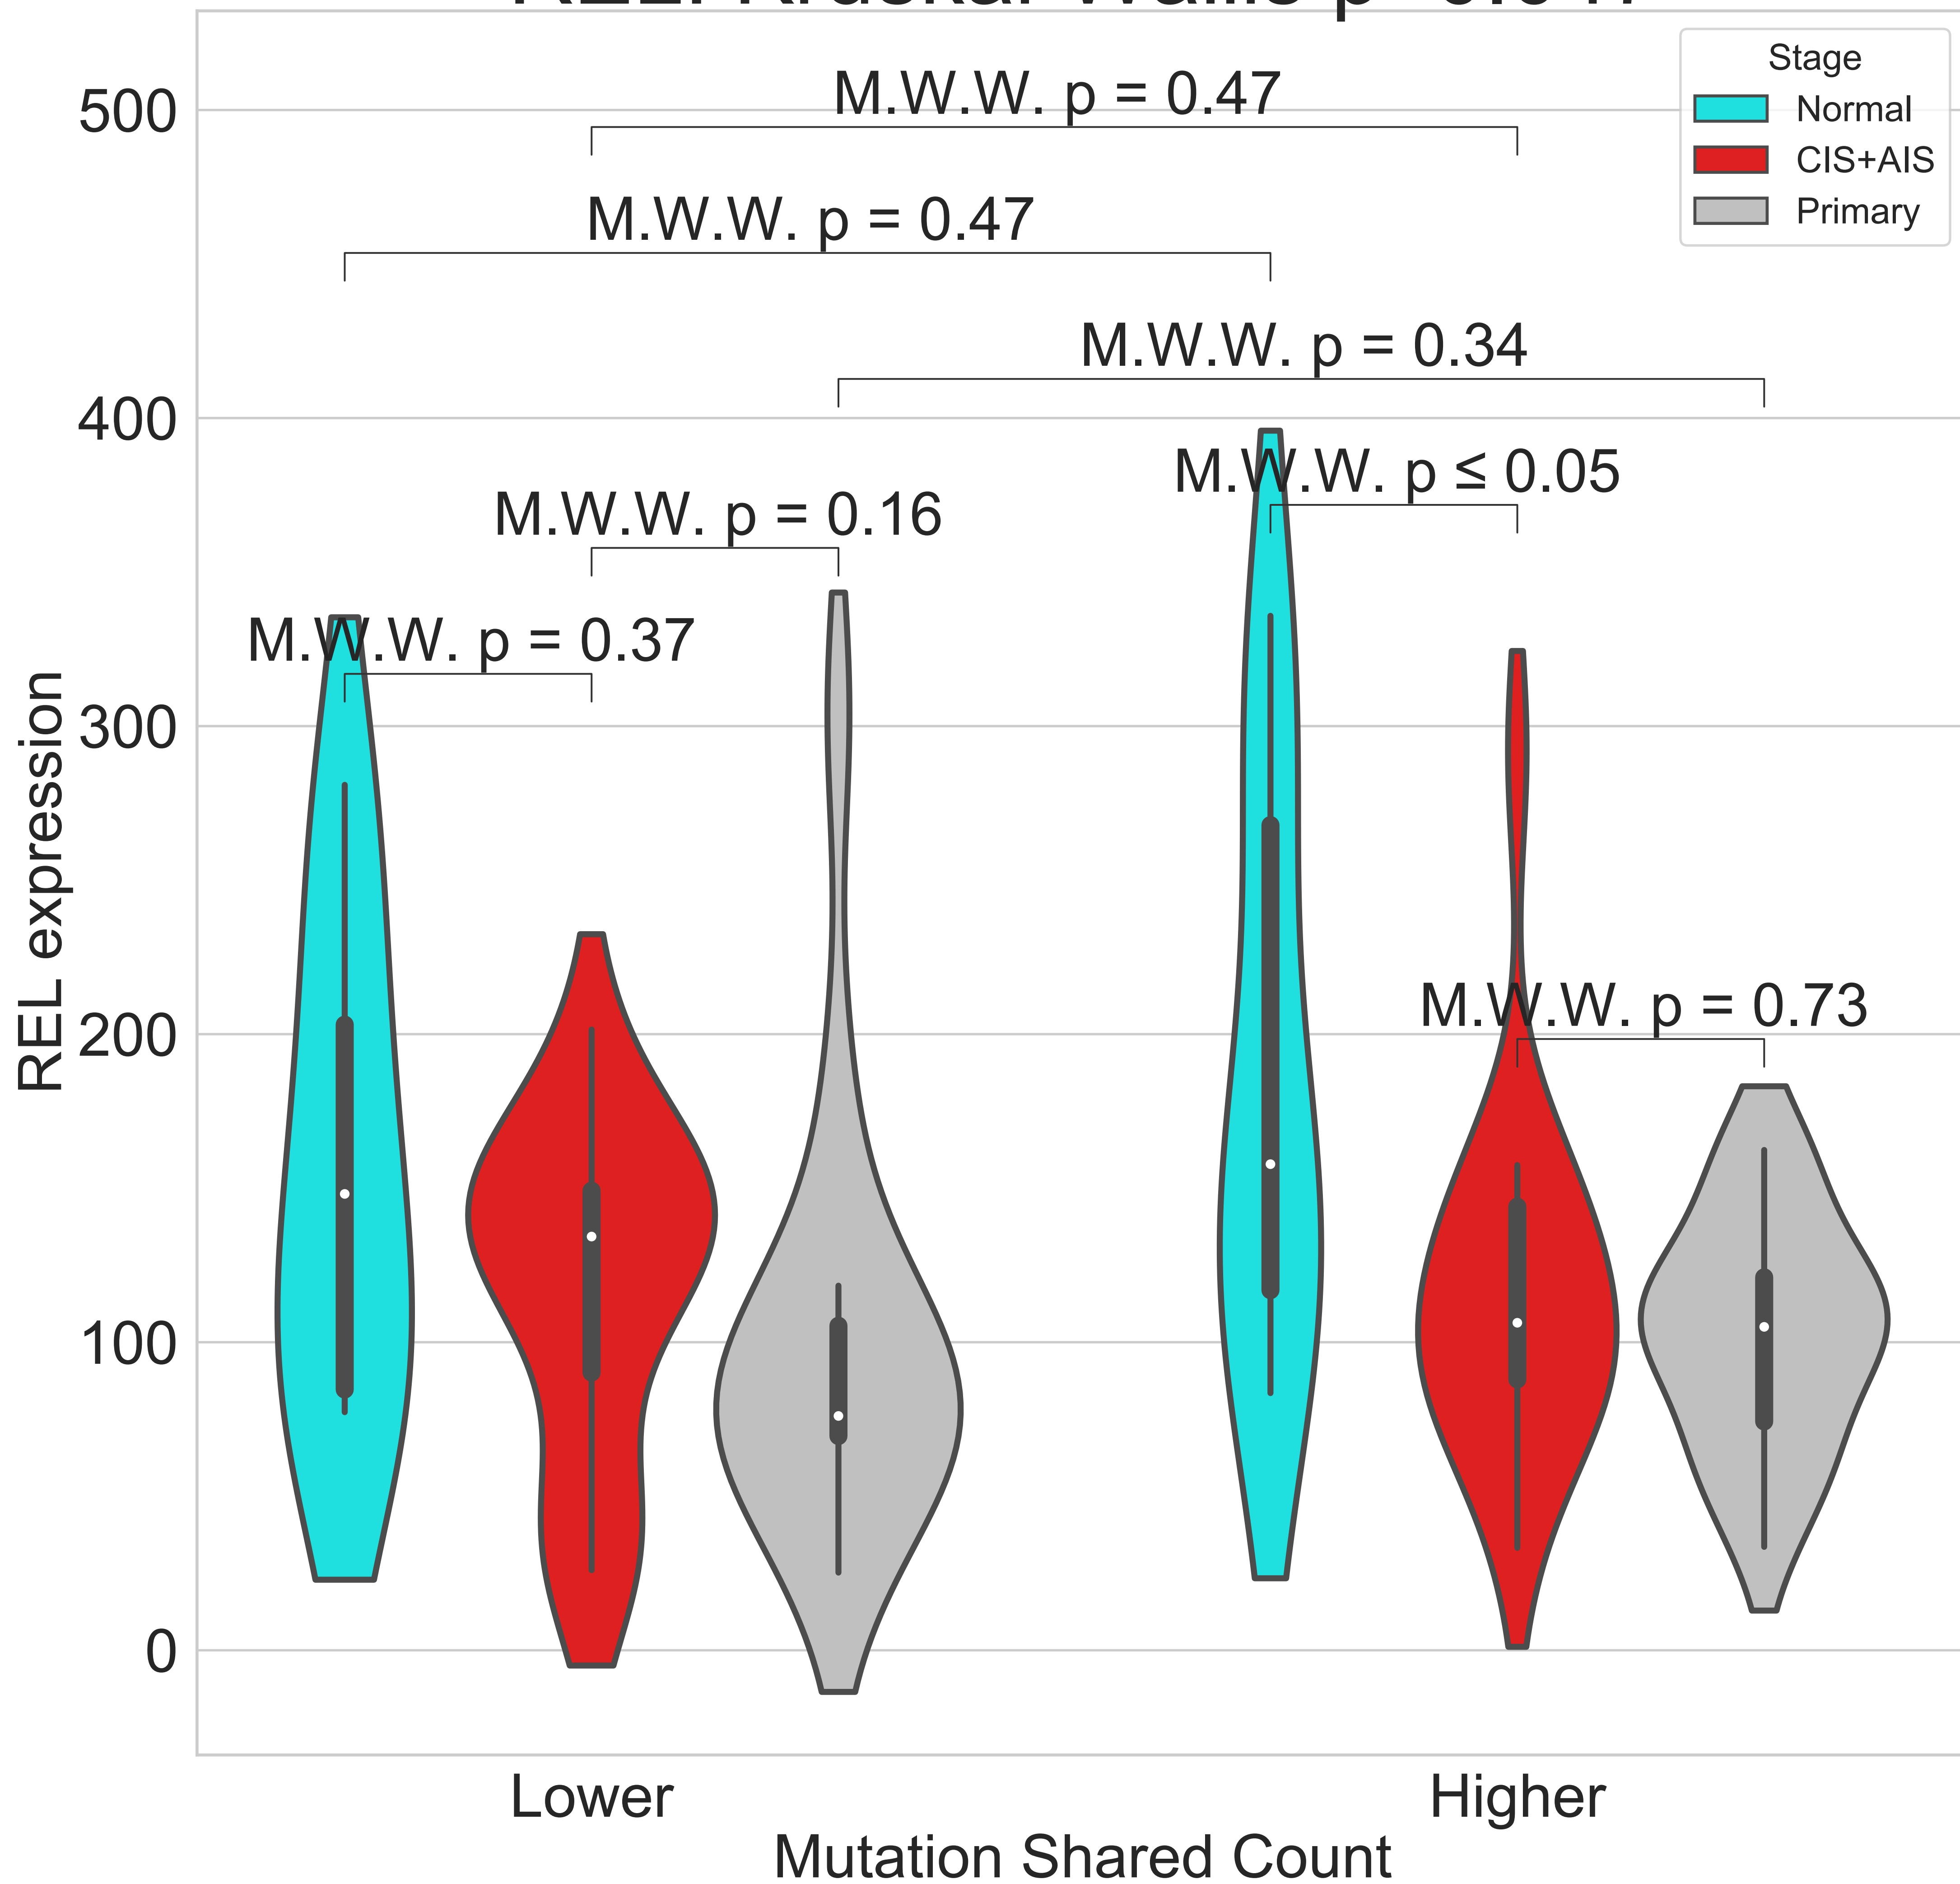 Stage
Normal
CIS+AIS
Primary
M.W.W. p = 0.47
M.W.W. p = 0.47
M.W.W. p = 0.34
M.W.W. p ≤ 0.05
M.W.W. p = 0.16
M.W.W. p = 0.37
M.W.W. p = 0.73
500
400
300
200
100
0
REL expression
Lower
Higher
Mutation Shared Count